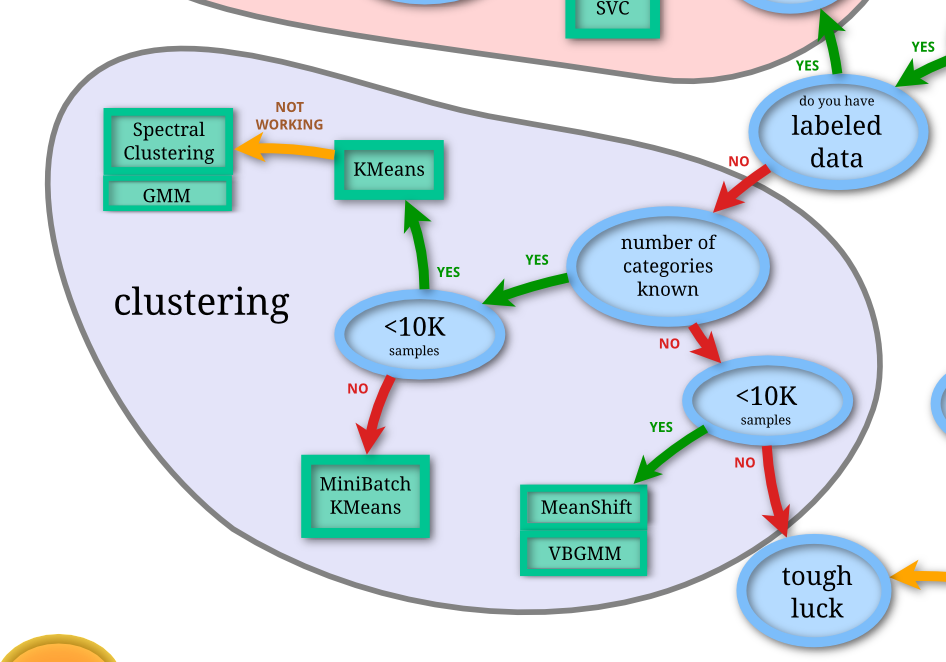 SVC
YES
YES
do you have
labeled
data
NO
NOT
WORKING
Spectral
Clustering
GMM
KMeans
number of
categories
known
YES
YES
clustering
<10K
samples
NO
NO
<10K
samples
YES
NO
MiniBatch
KMeans
MeanShift
VBGMM
tough
luck